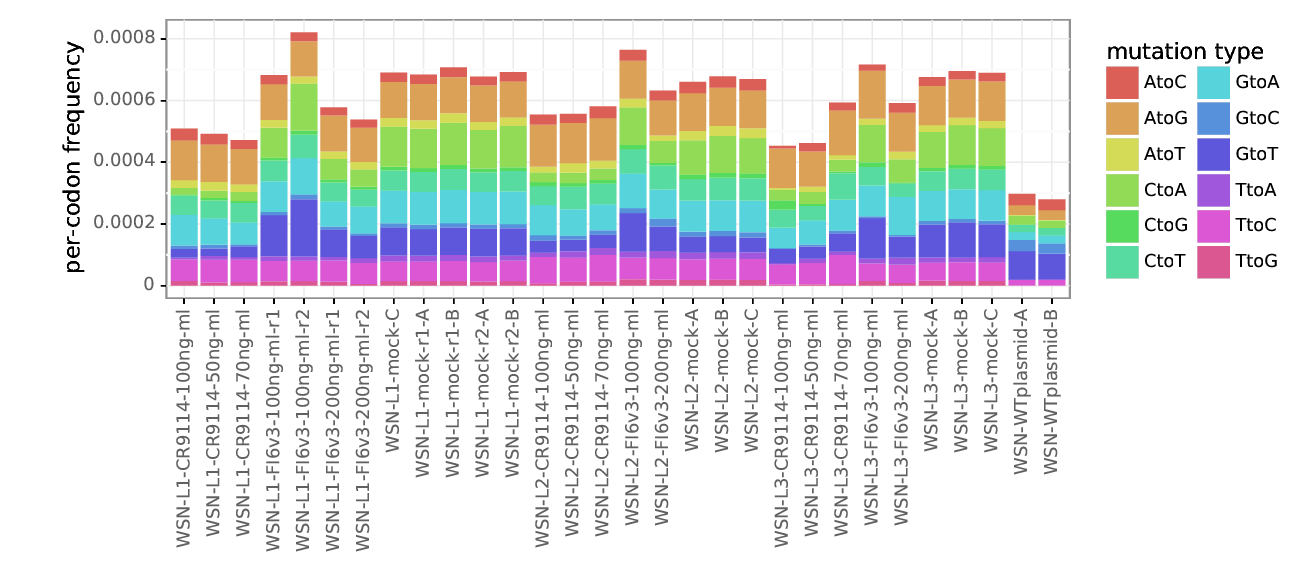 per-codon frequency
0.0008
0.0006
0.0004
0.0002
0
WSN-L1-CR9114-100ng-ml
WSN-L1-CR9114-50ng-ml
WSN-L1-CR9114-70ng-ml
WSN-L1-FI6v3-100ng-ml-r1
WSN-L1-FI6v3-100ng-ml-r2
WSN-L1-FI6v3-200ng-ml-r1
WSN-L1-FI6v3-200ng-ml-r2
WSN-L1-mock-C
WSN-L1-mock-r1-A
WSN-L1-mock-r1-B
WSN-L1-mock-r2-A
WSN-L1-mock-r2-B
WSN-L2-CR9114-100ng-ml
WSN-L2-CR9114-50ng-ml
WSN-L2-CR9114-70ng-ml
WSN-L2-FI6v3-100ng-ml
WSN-L2-FI6v3-200ng-ml
WSN-L2-mock-A
WSN-L2-mock-B
WSN-L2-mock-C
WSN-L3-CR9114-100ng-ml
WSN-L3-CR9114-50ng-ml
WSN-L3-CR9114-70ng-ml
WSN-L3-FI6v3-100ng-ml
WSN-L3-FI6v3-200ng-ml
WSN-L3-mock-A
WSN-L3-mock-B
WSN-L3-mock-C
WSN-WTplasmid-A
WSN-WTplasmid-B
mutation type
AtoC
AtoG
AtoT
CtoA
CtoG
CtoT
GtoA
GtoC
GtoT
TtoA
TtoC
TtoG